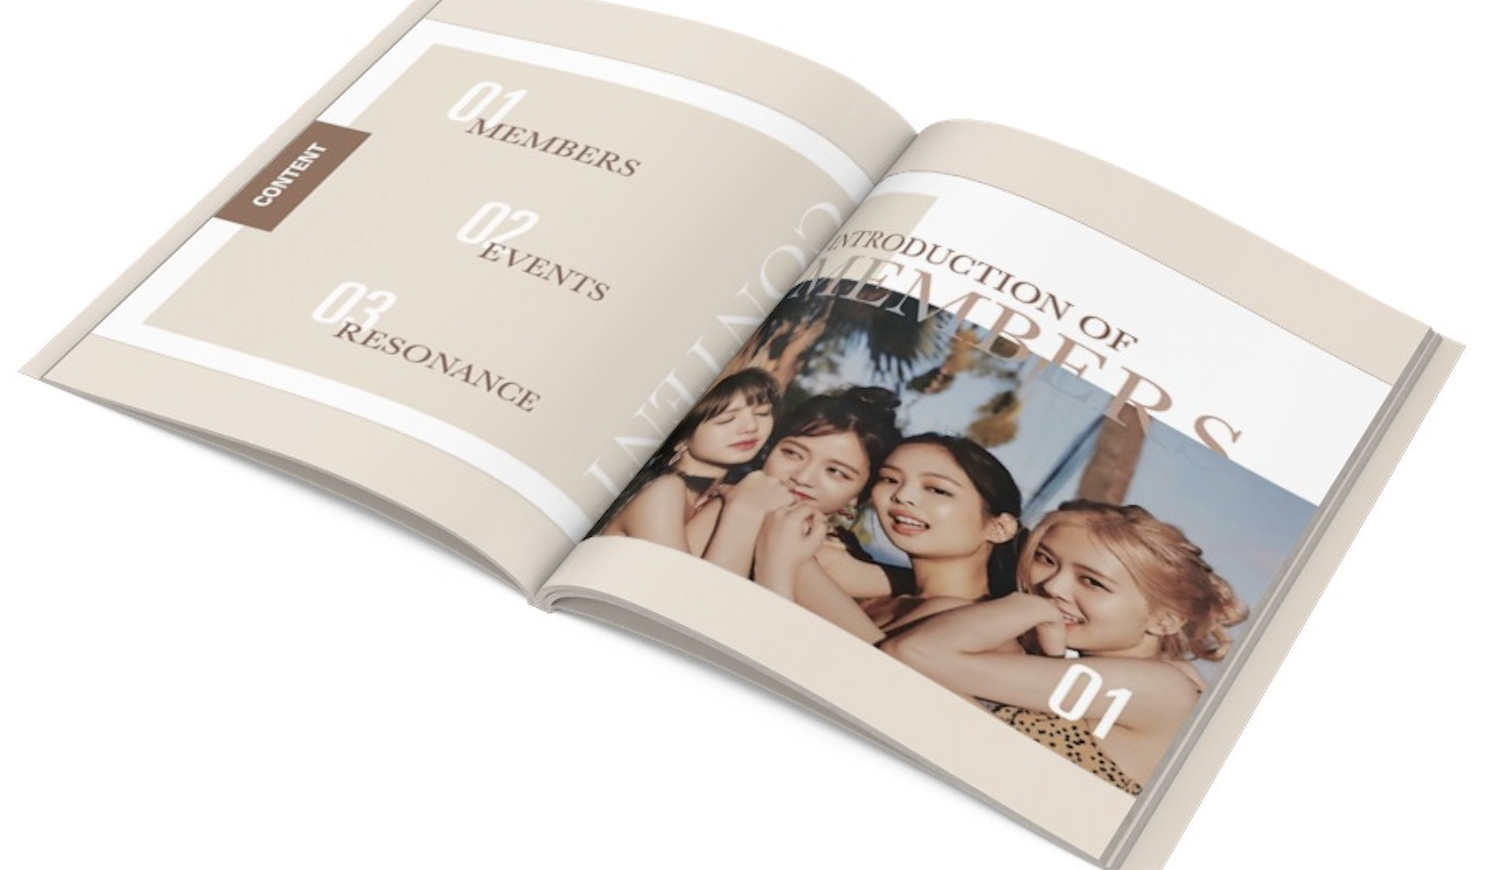 CONTENT
01
MEMBERS
02
EVENTS
03
RESONANCE
CONTENT
INTRODUCTION OF
MEMBERS
01